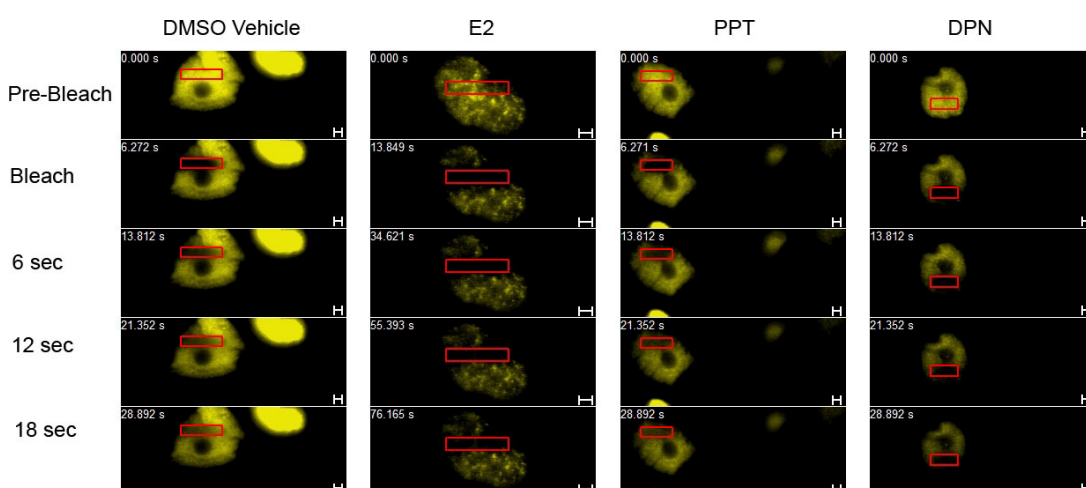 DMSO Vehicle E2 PPT DPN
Pre-Bleach 0.000 s 0.000 s 0.000 s 0.000 s
Bleach 6.272 s 13.849 s 6.271 s 6.272 s
6 sec 13.812 s 34.621 s 13.812 s 13.812 s
12 sec 21.352 s 55.393 s 21.352 s 21.352 s
18 sec 28.892 s 76.165 s 28.892 s 28.892 s